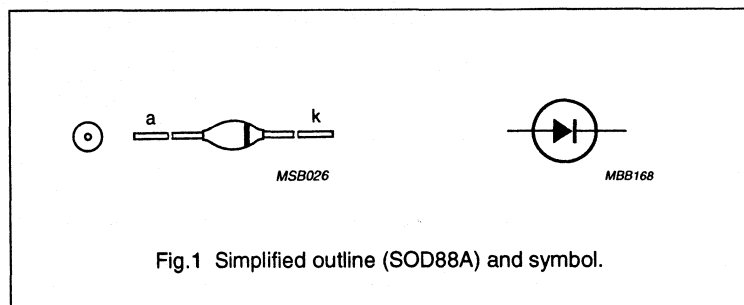 a
k
MSB026
MBB168
Fig.1 Simplified outline (SOD88A) and symbol.